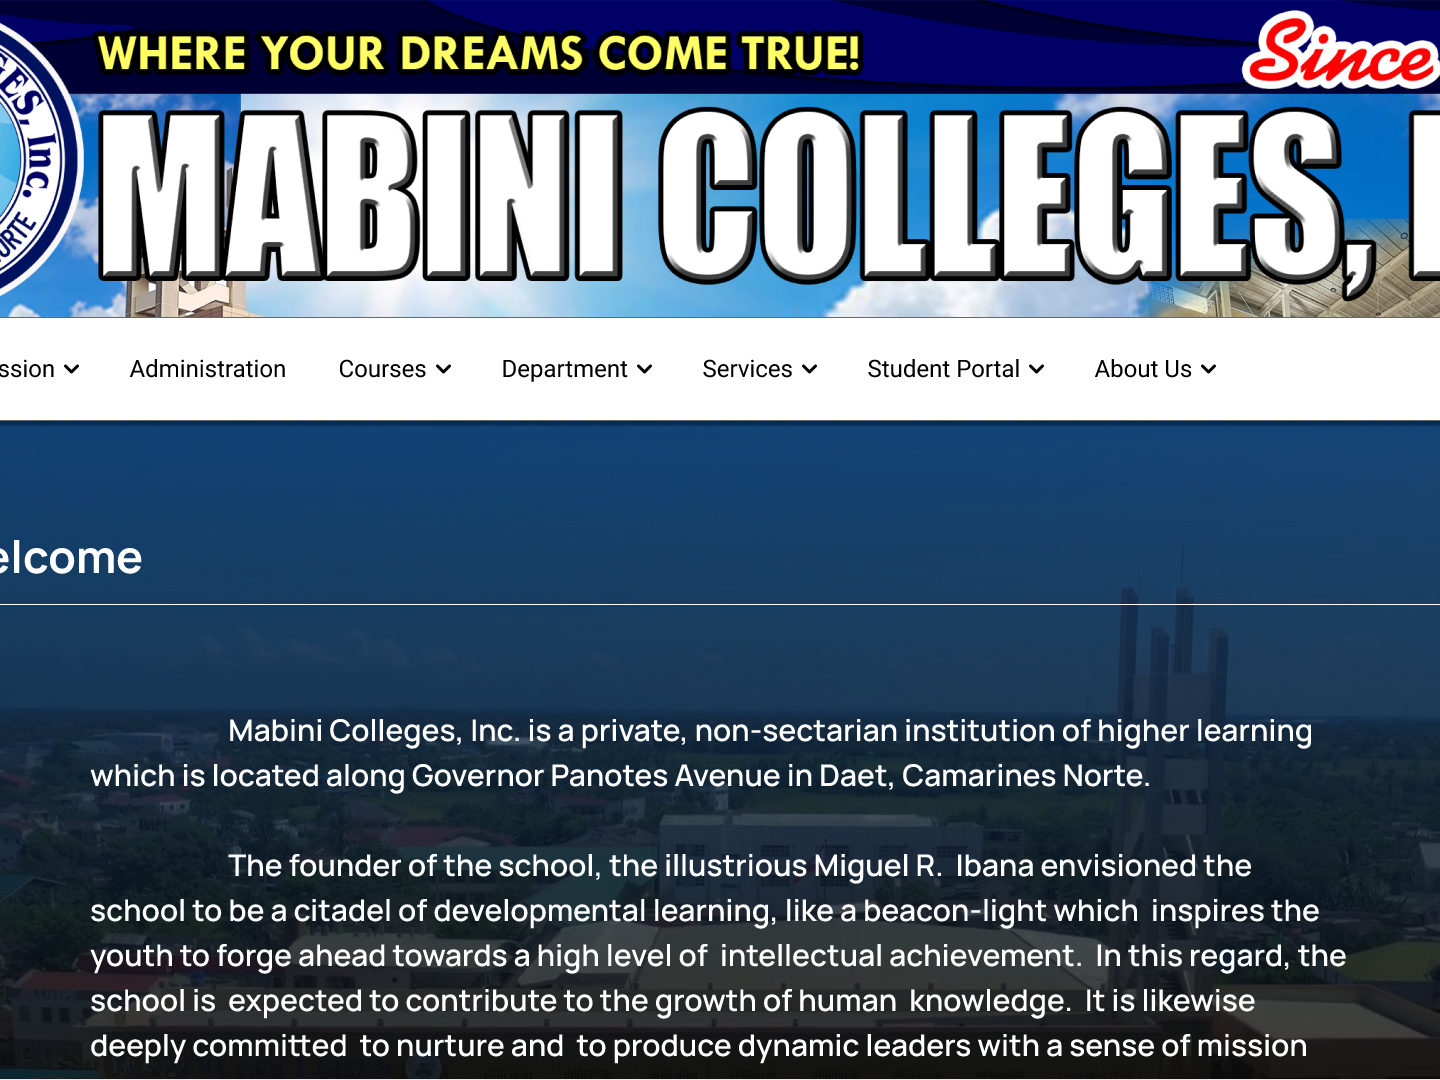 WHERE YOUR DREAMS COME TRUE!
Since
GES, Inc.
MABINI COLLEGES,
ssion
Administration
Courses
Department
Services
Student Portal
About Us
elcome
Mabini Colleges, Inc. is a private, non-sectarian institution of higher learning
which is located along Governor Panotes Avenue in Daet, Camarines Norte.
The founder of the school, the illustrious Miguel R.  Ibana envisioned the
school to be a citadel of developmental learning, like a beacon-light which  inspires the
youth to forge ahead towards a high level of  intellectual achievement.  In this regard, the
school is  expected to contribute to the growth of human  knowledge.  It is likewise
deeply committed  to nurture and  to produce dynamic leaders with a sense of mission